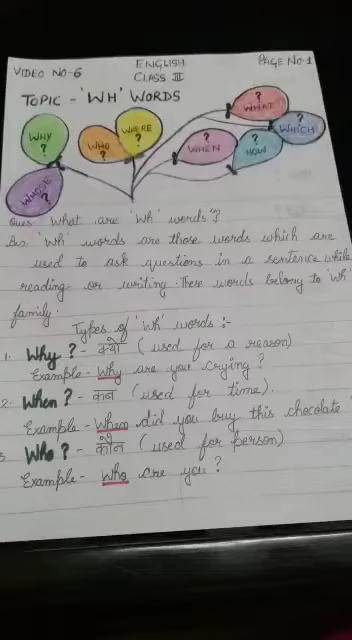 VIDEO NO-6 ENGLISH PAGE No-1
CLASS III
TOPIC - 'WH' WORDS
WHY ?
WHO ?
WHERE ?
WHEN ?
WHAT ?
WHICH ?
HOW ?
WHOSE ?
Ques- What are 'Wh' words?
Ans- 'Wh' words are those words which are
used to ask questions in a sentence while
reading or writing. These words belong to 'Wh'
family.
Types of 'Wh' words :-
1. Why ? - क्यों (used for a reason)
Example - Why are you crying ?
2. When ? - कब (used for time).
Example - When did you buy this chocolate
3. Who ? - कौन (used for person)
Example - Who are you ?